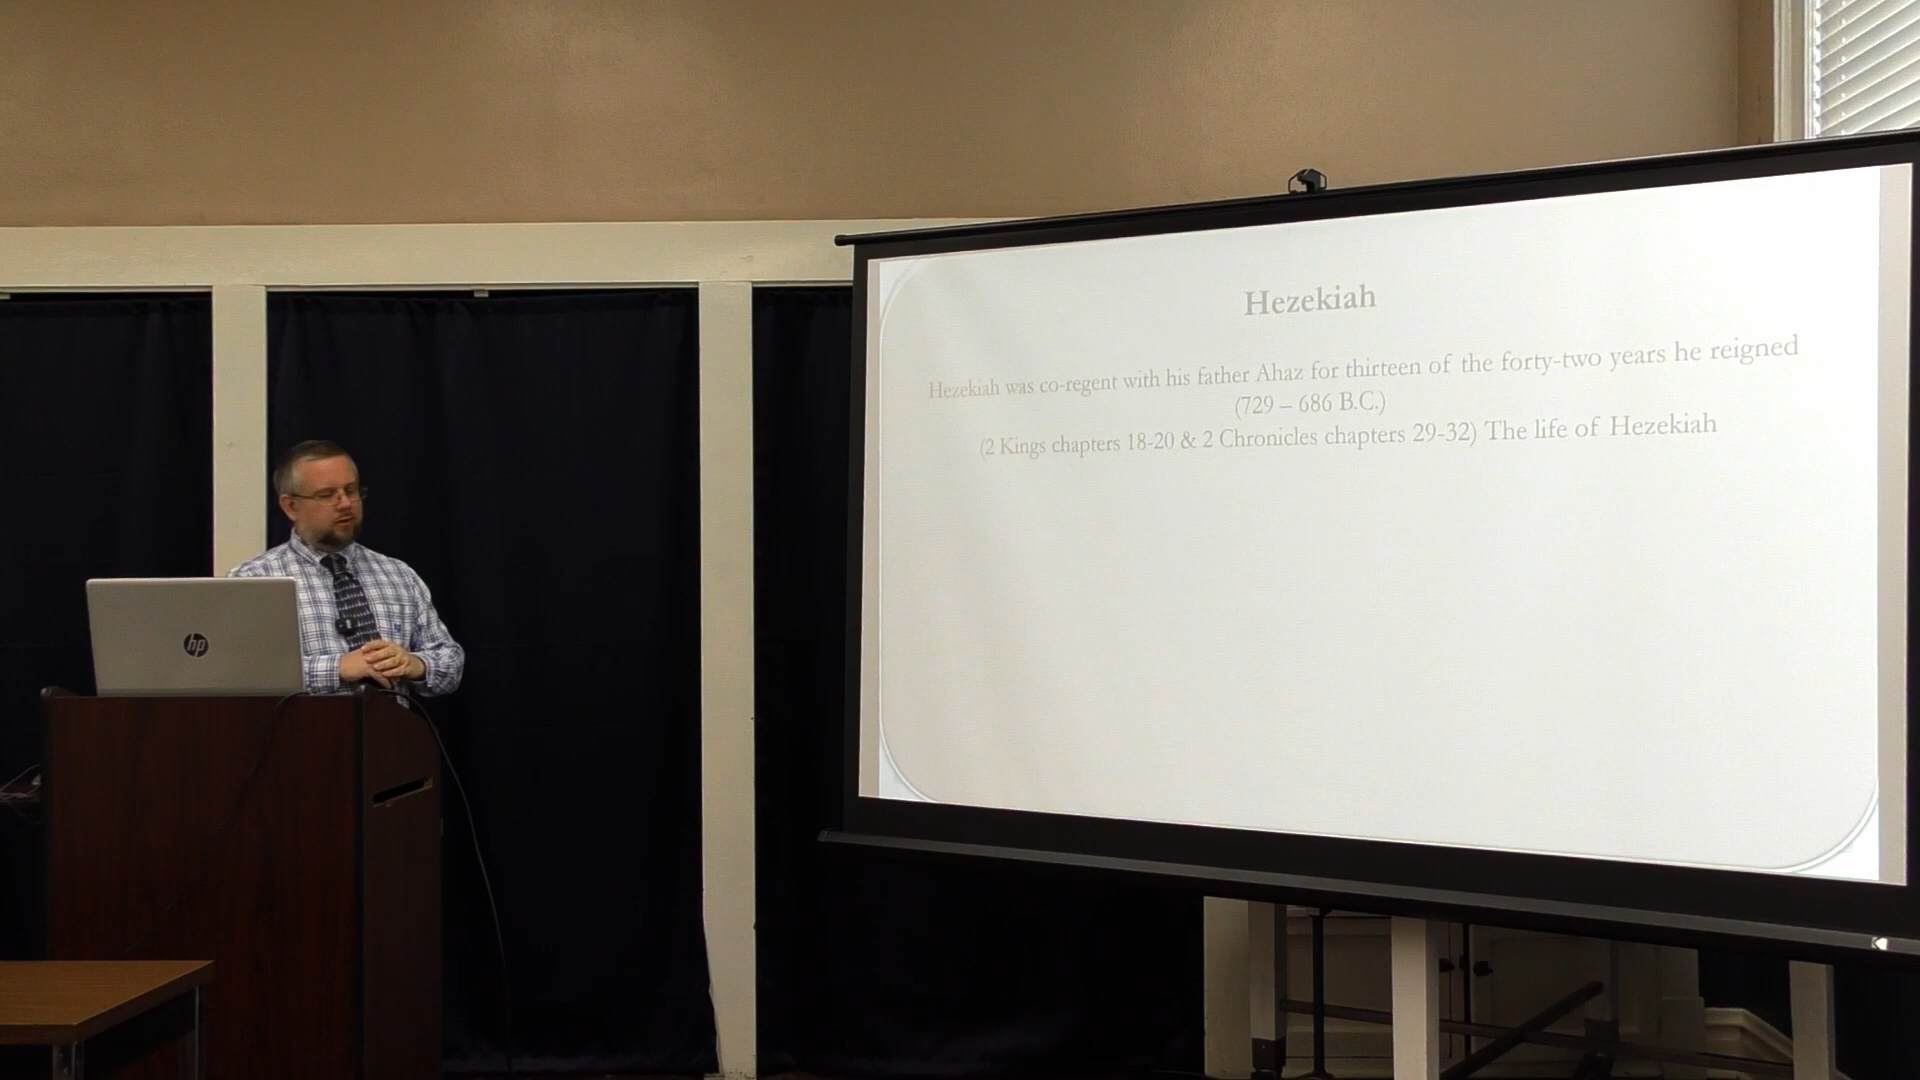 Hezekiah
Hezekiah was co-regent with his father Ahaz for thirteen of the forty-two years he reigned
(729 – 686 B.C.)
(2 Kings chapters 18-20 & 2 Chronicles chapters 29-32) The life of Hezekiah
hp